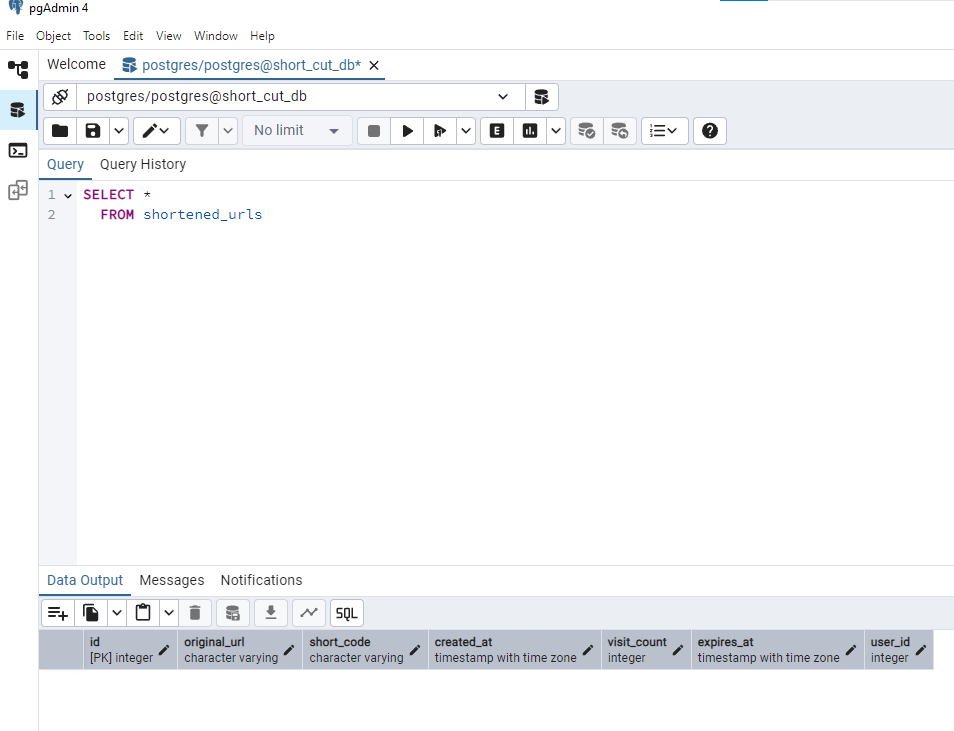 pgAdmin 4
File Object Tools Edit View Window Help
Welcome postgres/postgres@short_cut_db*
postgres/postgres@short_cut_db
No limit E
Query Query History
1 SELECT *
2 FROM shortened_urls
Data Output Messages Notifications
SQL
id original_url short_code created_at visit_count expires_at user_id
[PK] integer character varying character varying timestamp with time zone integer timestamp with time zone integer